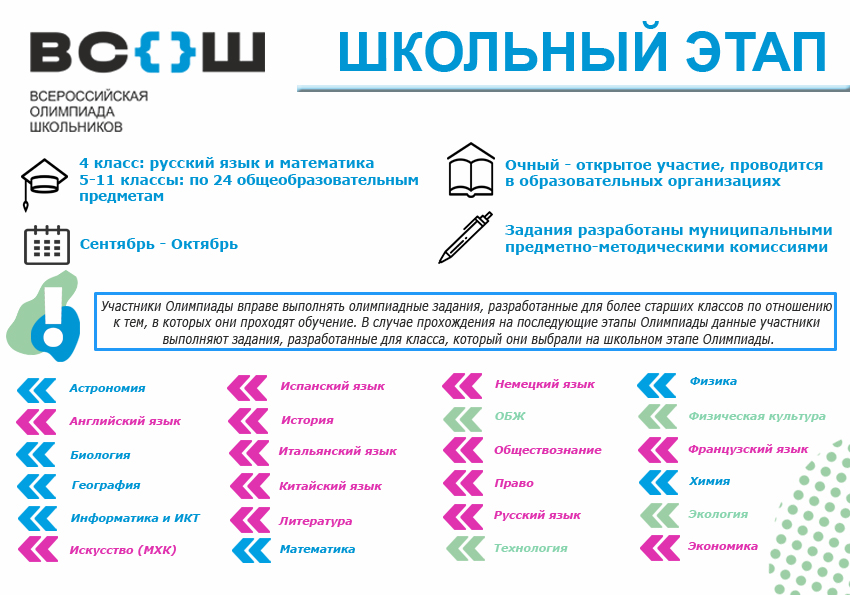 ВС{}Ш
ВСЕРОССИЙСКАЯ
ОЛИМПИАДА
ШКОЛЬНИКОВ
ШКОЛЬНЫЙ ЭТАП
4 класс: русский язык и математика
5-11 классы: по 24 общеобразовательным
предметам
Очный - открытое участие, проводится
в образовательных организациях
Сентябрь - Октябрь
Задания разработаны муниципальными
предметно-методическими комиссиями
Участники Олимпиады вправе выполнять олимпиадные задания, разработанные для более старших классов по отношению
к тем, в которых они проходят обучение. В случае прохождения на последующие этапы Олимпиады данные участники
выполняют задания, разработанные для класса, который они выбрали на школьном этапе Олимпиады.
Астрономия
Английский язык
Биология
География
Информатика и ИКТ
Искусство (МХК)
Испанский язык
История
Итальянский язык
Китайский язык
Литература
Математика
Немецкий язык
ОБЖ
Обществознание
Право
Русский язык
Технология
Физика
Физическая культура
Французский язык
Химия
Экология
Экономика